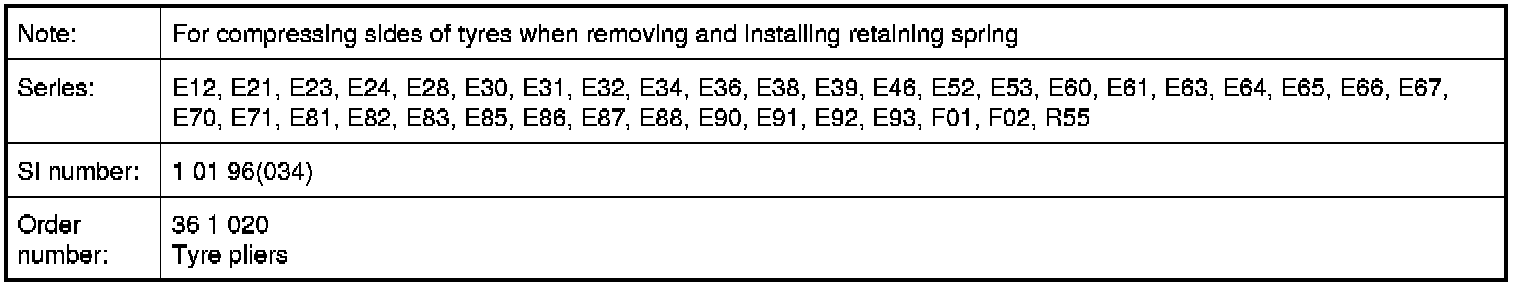 Note: For compressing sides of tyres when removing and installing retaining spring
Series: E12, E21, E23, E24, E28, E30, E31, E32, E34, E36, E38, E39, E46, E52, E53, E60, E61, E63, E64, E65, E66, E67,
E70, E71, E81, E82, E83, E85, E86, E87, E88, E90, E91, E92, E93, F01, F02, R55
SI number: 1 01 96(034)
Order 36 1 020
number: Tyre pliers